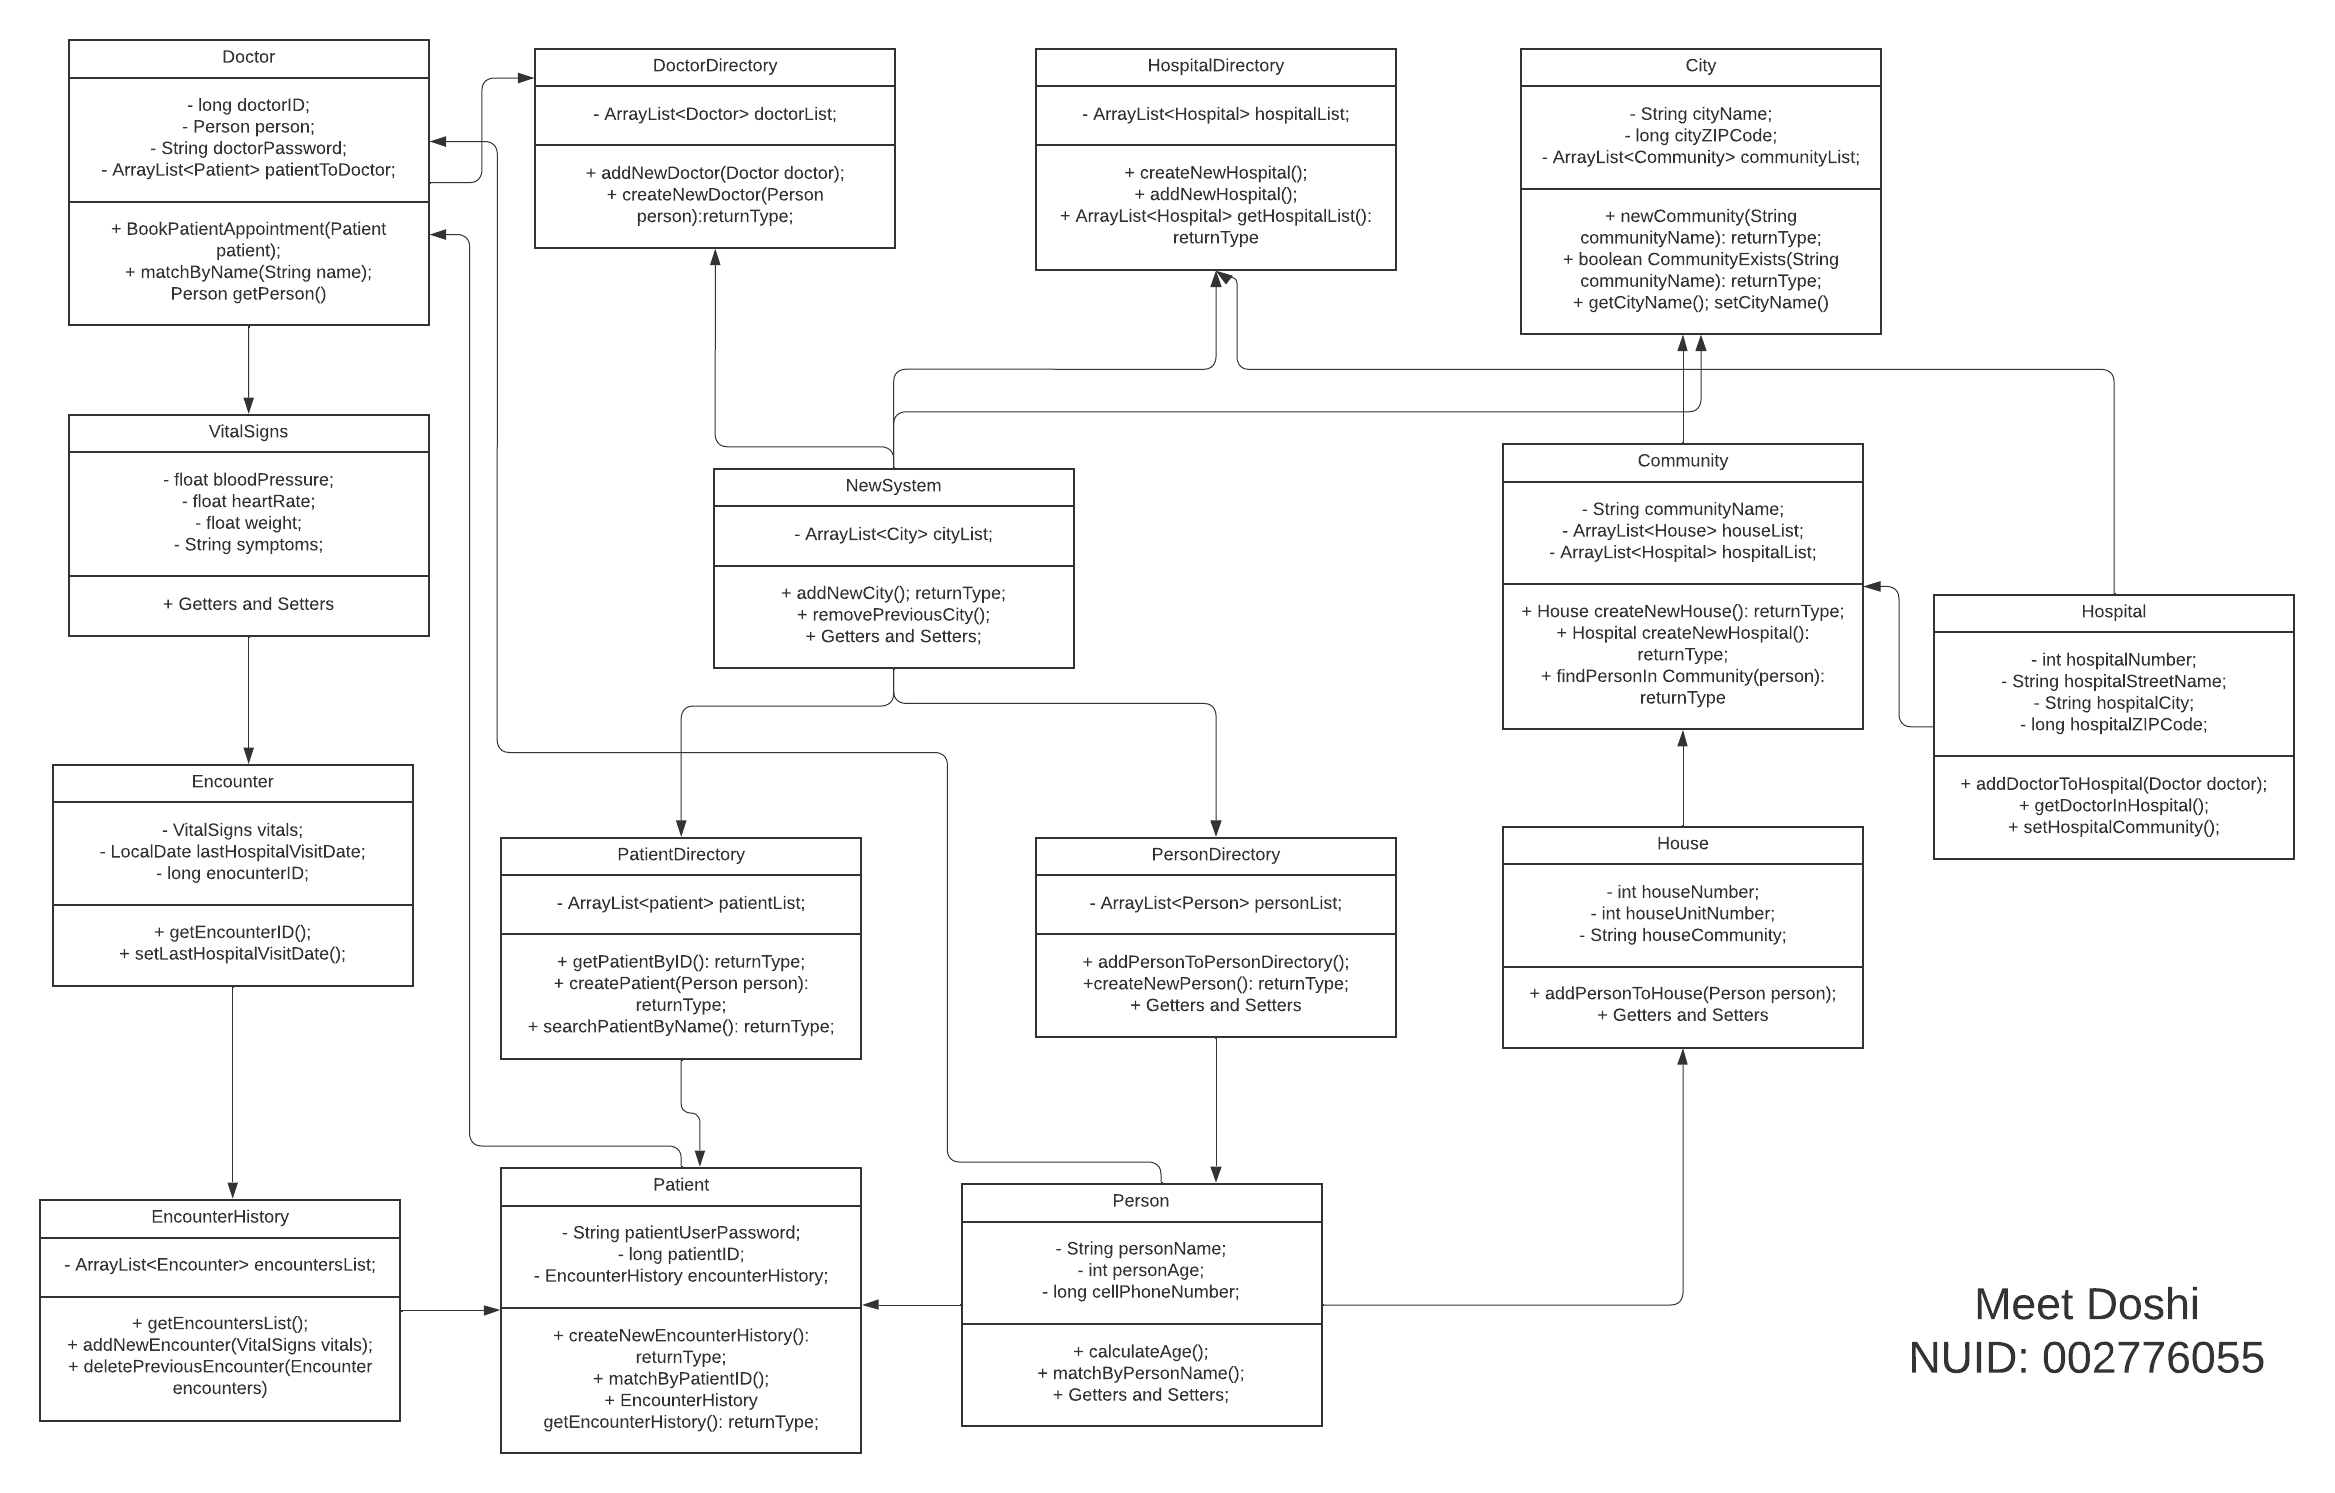 Doctor
- long doctorID;
- Person person;
- String doctorPassword;
- ArrayList<Patient> patientToDoctor;
+ BookPatientAppointment(Patient
patient);
+ matchByName(String name);
Person getPerson()
DoctorDirectory
- ArrayList<Doctor> doctorList;
+ addNewDoctor(Doctor doctor);
+ createNewDoctor(Person
person):returnType;
HospitalDirectory
- ArrayList<Hospital> hospitalList;
+ createNewHospital();
+ addNewHospital();
+ ArrayList<Hospital> getHospitalList():
returnType
City
- String cityName;
- long cityZIPCode;
- ArrayList<Community> communityList;
+ newCommunity(String
communityName): returnType;
+ boolean CommunityExists(String
communityName): returnType;
+ getCityName(); setCityName()
VitalSigns
- float bloodPressure;
- float heartRate;
- float weight;
- String symptoms;
+ Getters and Setters
NewSystem
- ArrayList<City> cityList;
+ addNewCity(); returnType;
+ removePreviousCity();
+ Getters and Setters;
Community
- String communityName;
- ArrayList<House> houseList;
- ArrayList<Hospital> hospitalList;
+ House createNewHouse(): returnType;
+ Hospital createNewHospital():
returnType;
+ findPersonIn Community(person):
returnType
Hospital
- int hospitalNumber;
- String hospitalStreetName;
- String hospitalCity;
- long hospitalZIPCode;
+ addDoctorToHospital(Doctor doctor);
+ getDoctorInHospital();
+ setHospitalCommunity();
Encounter
- VitalSigns vitals;
- LocalDate lastHospitalVisitDate;
- long enocunterID;
+ getEncounterID();
+ setLastHospitalVisitDate();
PatientDirectory
- ArrayList<patient> patientList;
+ getPatientByID(): returnType;
+ createPatient(Person person):
returnType;
+ searchPatientByName(): returnType;
PersonDirectory
- ArrayList<Person> personList;
+ addPersonToPersonDirectory();
+createNewPerson(): returnType;
+ Getters and Setters
House
- int houseNumber;
- int houseUnitNumber;
- String houseCommunity;
+ addPersonToHouse(Person person);
+ Getters and Setters
EncounterHistory
- ArrayList<Encounter> encountersList;
+ getEncountersList();
+ addNewEncounter(VitalSigns vitals);
+ deletePreviousEncounter(Encounter
encounters)
Patient
- String patientUserPassword;
- long patientID;
- EncounterHistory encounterHistory;
+ createNewEncounterHistory():
returnType;
+ matchByPatientID();
+ EncounterHistory
getEncounterHistory(): returnType;
Person
- String personName;
- int personAge;
- long cellPhoneNumber;
+ calculateAge();
+ matchByPersonName();
+ Getters and Setters;
Meet Doshi
NUID: 002776055